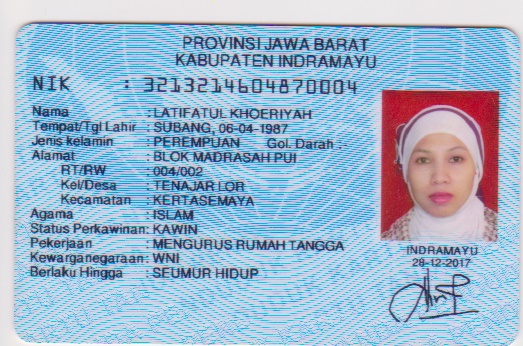 PROVINSI JAWA BARAT
KABUPATEN INDRAMAYU
NIK : 3213214604870004
Nama : LATIFATUL KHOERIYAH
Tempat/Tgl Lahir : SUBANG, 06-04-1987
Jenis kelamin : PEREMPUAN Gol. Darah :-
Alamat : BLOK MADRASAH PUI
RT/RW : 004/002
Kel/Desa : TENAJAR LOR
Kecamatan : KERTASEMAYA
Agama : ISLAM
Status Perkawinan: KAWIN
Pekerjaan : MENGURUS RUMAH TANGGA
Kewarganegaraan: WNI
Berlaku Hingga : SEUMUR HIDUP
INDRAMAYU
28-12-2017